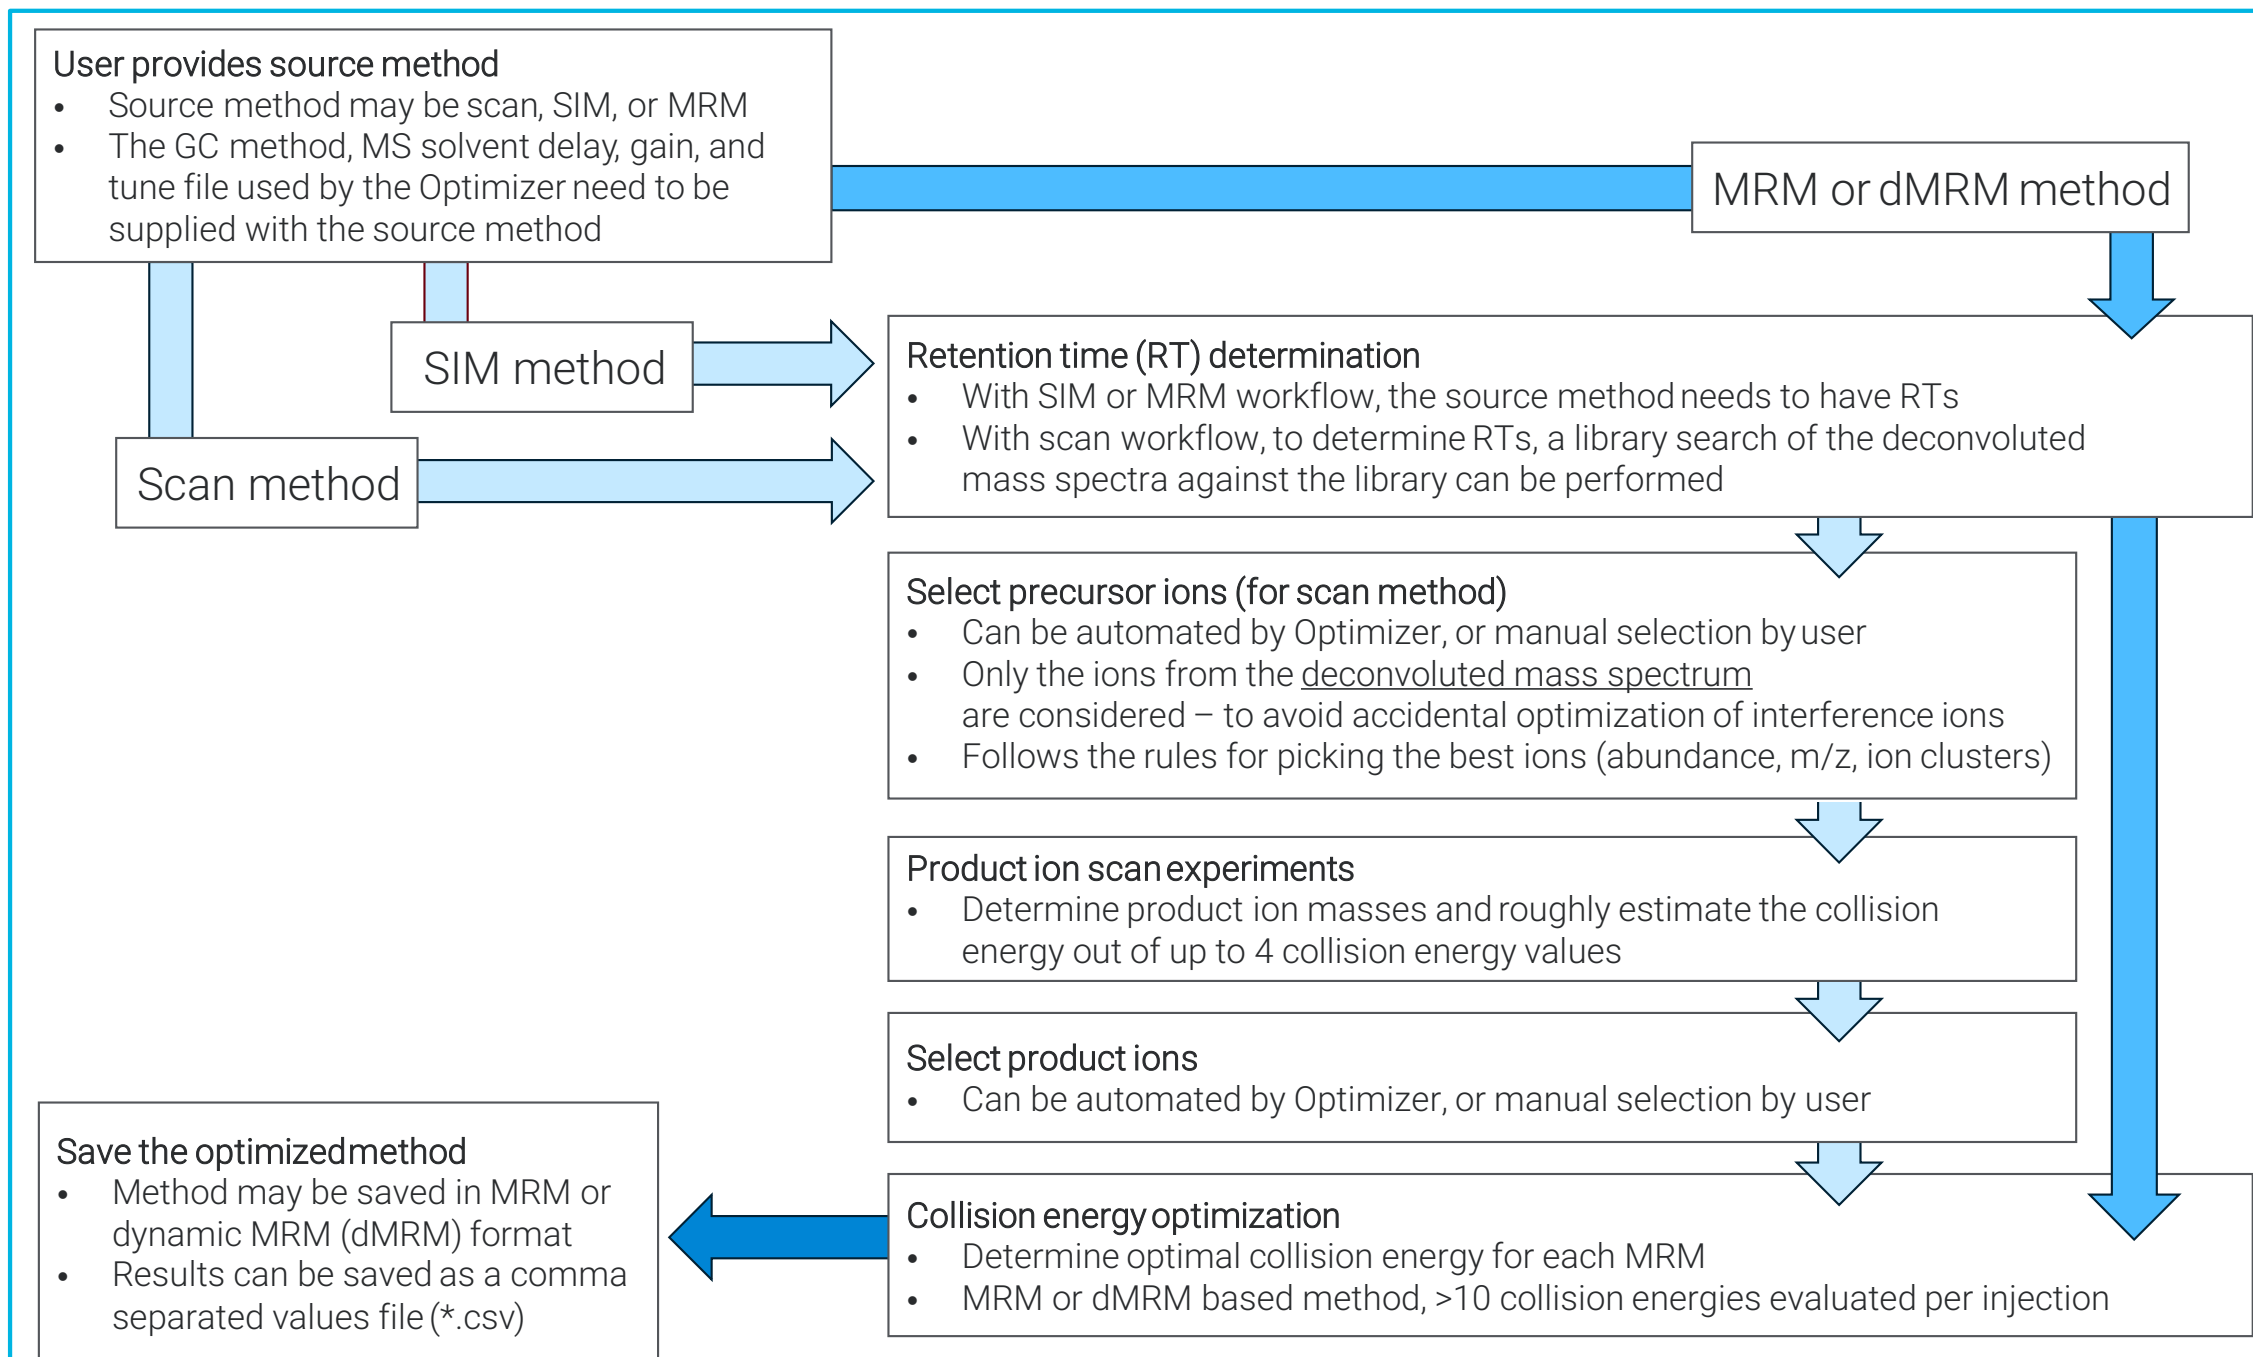 User provides source method
• Source method may be scan, SIM, or MRM
• The GC method, MS solvent delay, gain, and
tune file used by the Optimizer need to be
supplied with the source method
MRM or dMRM method
SIM method
Scan method
Retention time (RT) determination
• With SIM or MRM workflow, the source method needs to have RTs
• With scan workflow, to determine RTs, a library search of the deconvoluted
mass spectra against the library can be performed
Select precursor ions (for scan method)
• Can be automated by Optimizer, or manual selection by user
• Only the ions from the deconvoluted mass spectrum
are considered – to avoid accidental optimization of interference ions
• Follows the rules for picking the best ions (abundance, m/z, ion clusters)
Product ion scan experiments
• Determine product ion masses and roughly estimate the collision
energy out of up to 4 collision energy values
Select product ions
• Can be automated by Optimizer, or manual selection by user
Collision energy optimization
• Determine optimal collision energy for each MRM
• MRM or dMRM based method, >10 collision energies evaluated per injection
Save the optimized method
• Method may be saved in MRM or
dynamic MRM (dMRM) format
• Results can be saved as a comma
separated values file (*.csv)